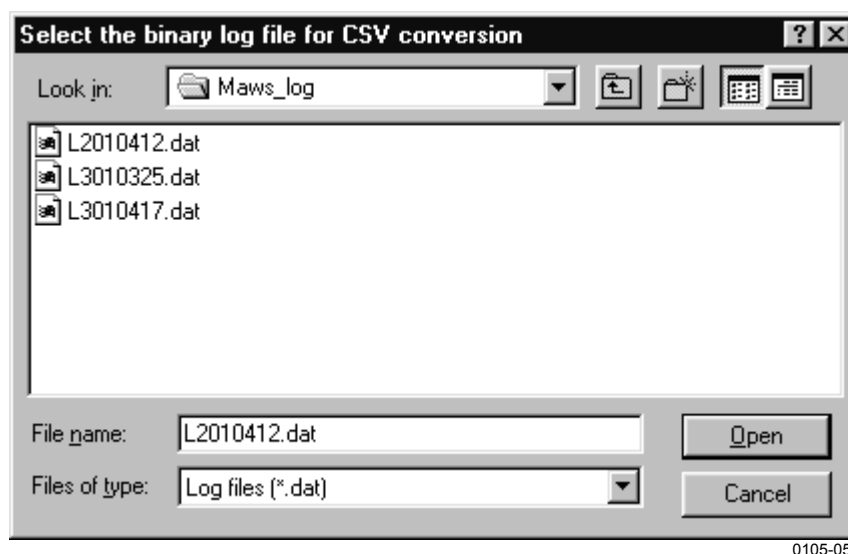 Select the binary log file for CSV conversion
Look in:
Maws_log
L2010412.dat
L3010325.dat
L3010417.dat
File name:
L2010412.dat
Open
Files of type:
Log files (*.dat)
Cancel
0105-05